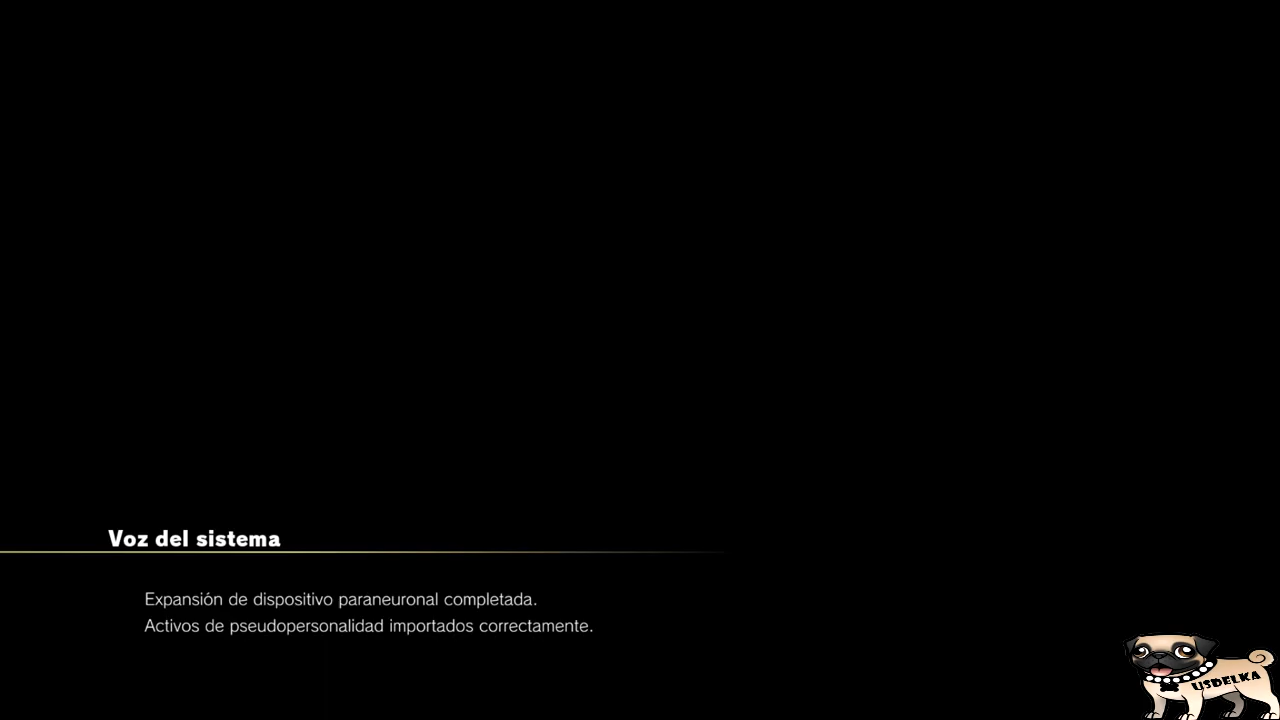 Voz del sistema
Expansión de dispositivo paraneuronal completada.
Activos de pseudopersonalidad importados correctamente.
USDELKA